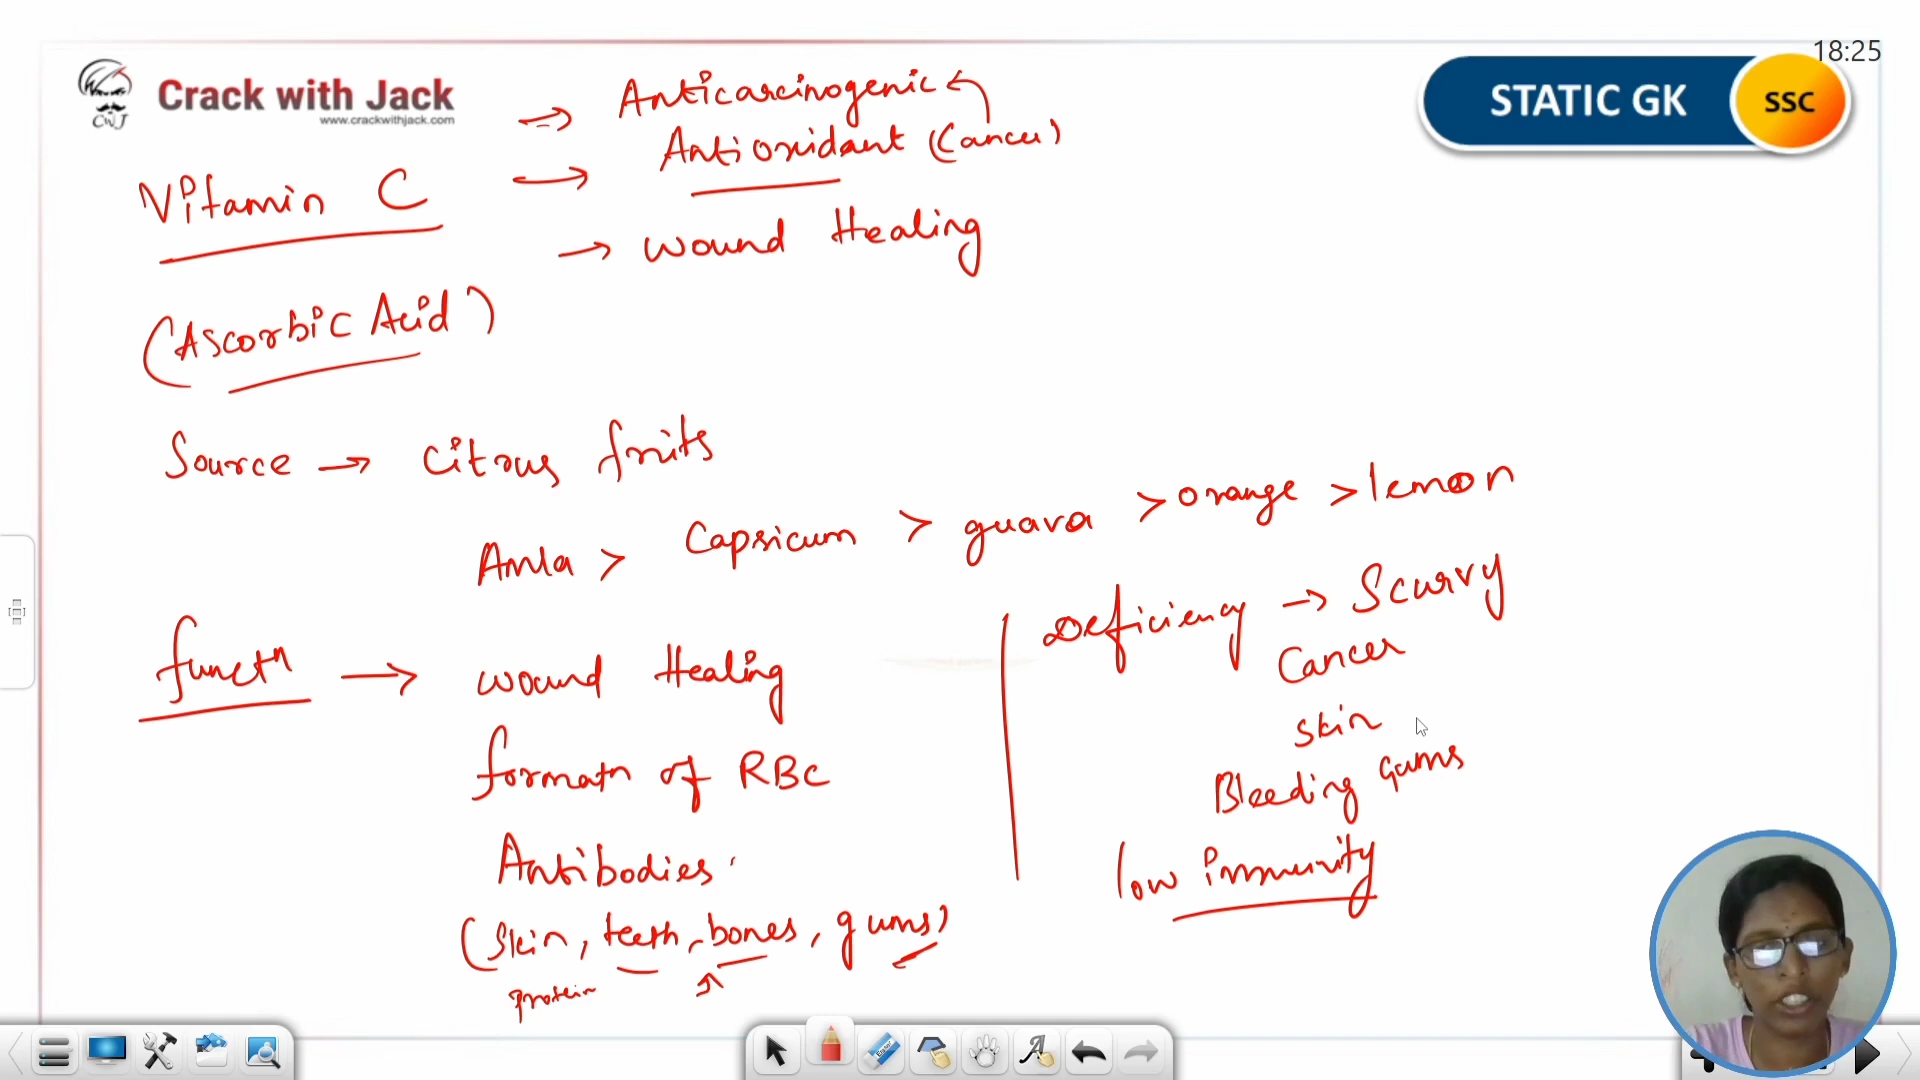 18:25
Crack with Jack
www.crackwithjack.com
CWJ
STATIC GK
SSC
→ Anticarcinogenic
Vitamin C → Antioxidant (Cancer)
→ Wound Healing
(Ascorbic Acid)
Source → Citrus fruits
Amla > Capsicum > guava > orange > lemon
functn → wound Healing
formatn of RBC
Antibodies.
(Skin, teeth, bones, gums)
protein
Deficiency → Scurvy
Cancer
Skin
Bleeding gums
low immunity
Eraser
A